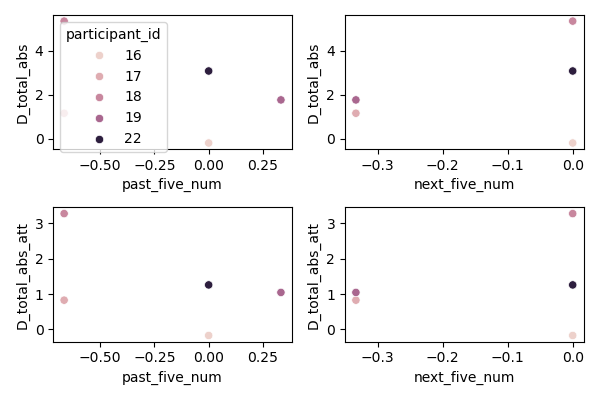 D_total_abs
4
2
0
participant_id
16
17
18
19
22
−0.50 −0.25 0.00 0.25
past_five_num
D_total_abs
4
2
0
−0.3 −0.2 −0.1 0.0
next_five_num
D_total_abs_att
3
2
1
0
−0.50 −0.25 0.00 0.25
past_five_num
D_total_abs_att
3
2
1
0
−0.3 −0.2 −0.1 0.0
next_five_num